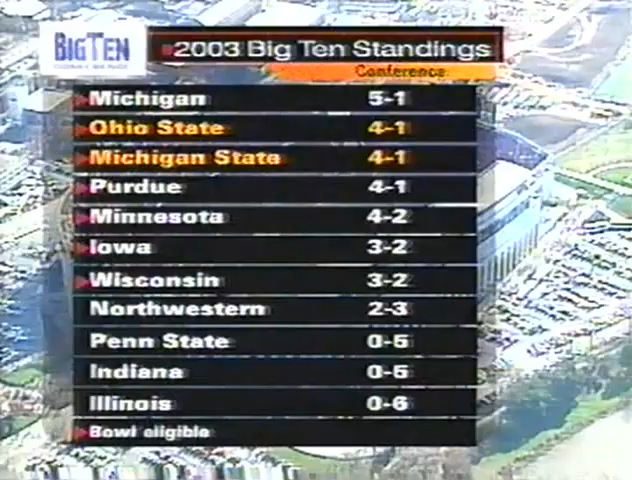 BIG TEN
2003 Big Ten Standings
Conference
Michigan 5-1
Ohio State 4-1
Michigan State 4-1
Purdue 4-1
Minnesota 4-2
Iowa 3-2
Wisconsin 3-2
Northwestern 2-3
Penn State 0-5
Indiana 0-5
Illinois 0-6
Bowl eligible